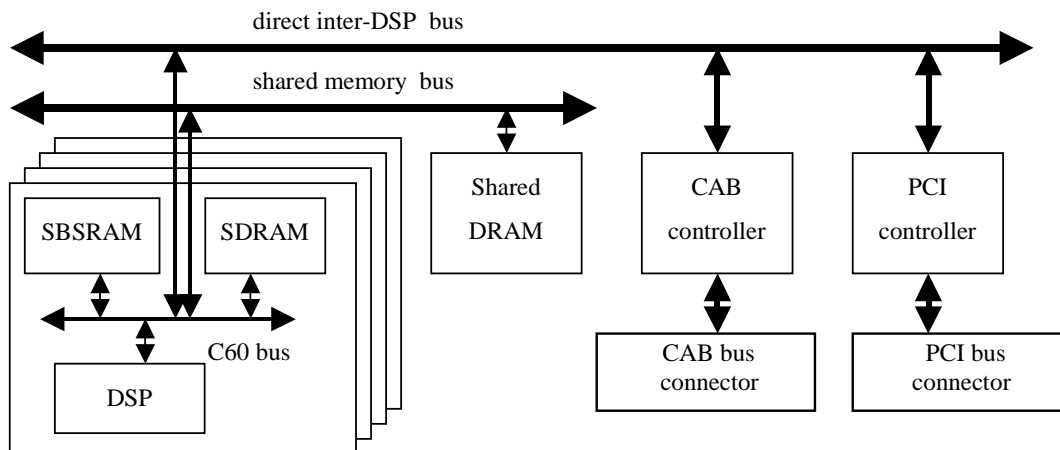 direct inter-DSP bus
shared memory bus
SBSRAM
SDRAM
C60 bus
DSP
Shared
DRAM
CAB
controller
PCI
controller
CAB bus
connector
PCI bus
connector